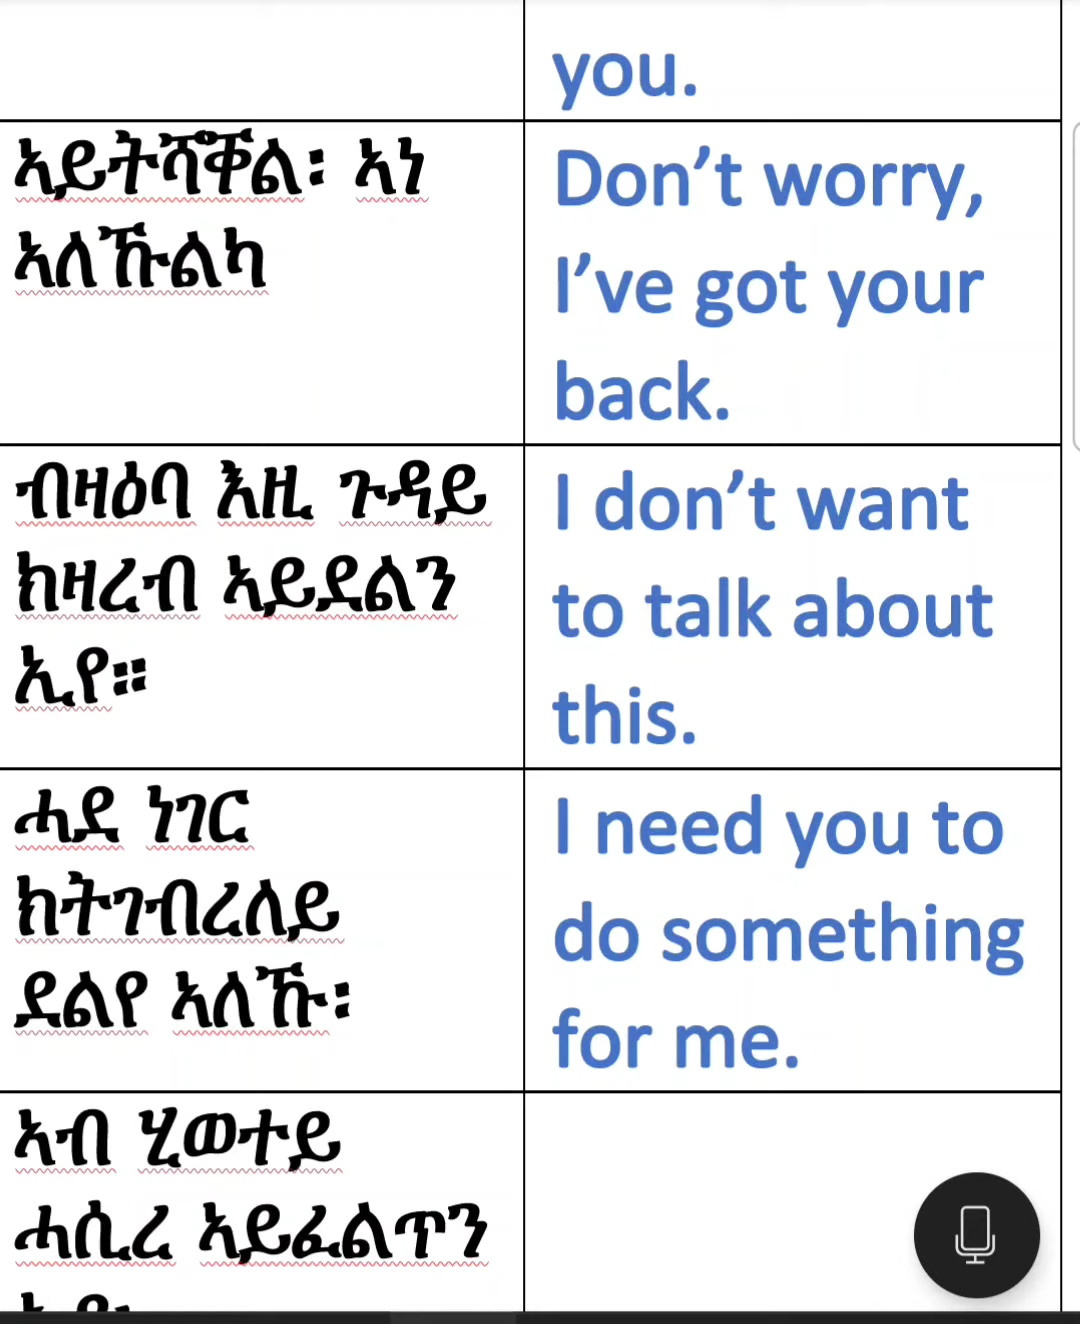 you.
ኣይትሻቐል፡ ኣነ
ኣለኹልካ
Don’t worry,
I’ve got your
back.
ብዛዕባ እዚ ጉዳይ
ክዛረብ ኣይደልን
ኢየ።
I don’t want
to talk about
this.
ሓደ ነገር
ክትገብረለይ
ደልየ ኣለኹ፡
I need you to
do something
for me.
ኣብ ሂወተይ
ሓሲረ ኣይፈልጥን